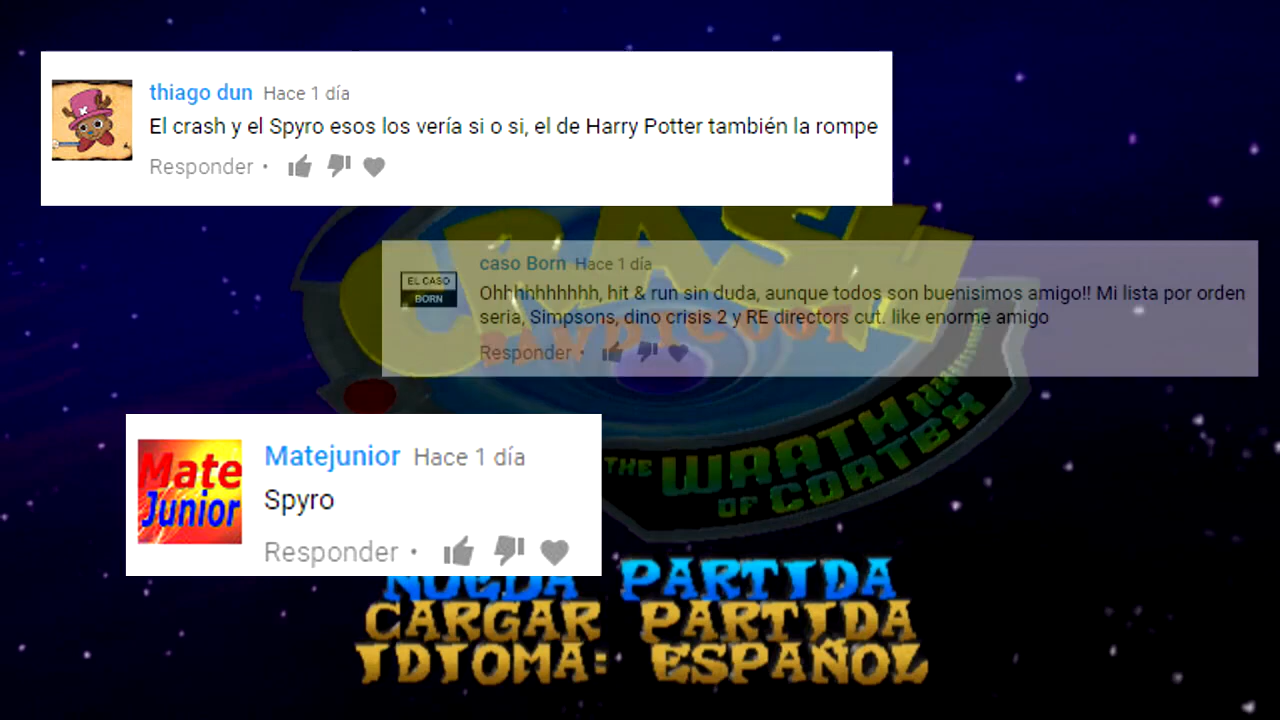 thiago dun Hace 1 día
El crash y el Spyro esos los vería si o si, el de Harry Potter también la rompe
Responder •
CRASH
BANDICOOT
caso Born Hace 1 día
EL CASO
BORN
Ohhhhhhhhhh, hit & run sin duda, aunque todos son buenisimos amigo!! Mi lista por orden
seria, Simpsons, dino crisis 2 y RE directors cut. like enorme amigo
Responder •
THE WRATH
OF CORTEX
Mate
Junior
Matejunior Hace 1 día
Spyro
Responder •
NUEVA PARTIDA
CARGAR PARTIDA
IDIOMA: ESPAÑOL